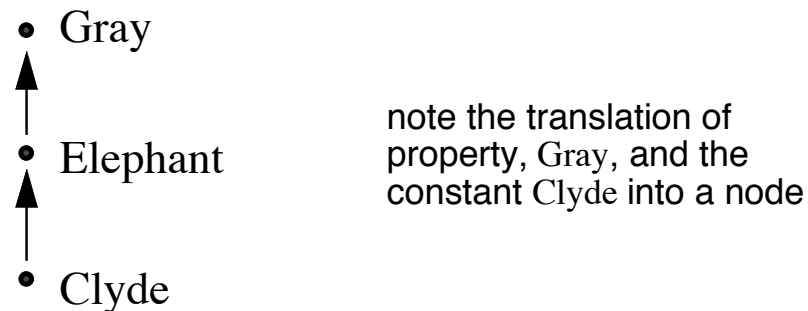 Gray
Elephant
Clyde
note the translation of
property, Gray, and the
constant Clyde into a node